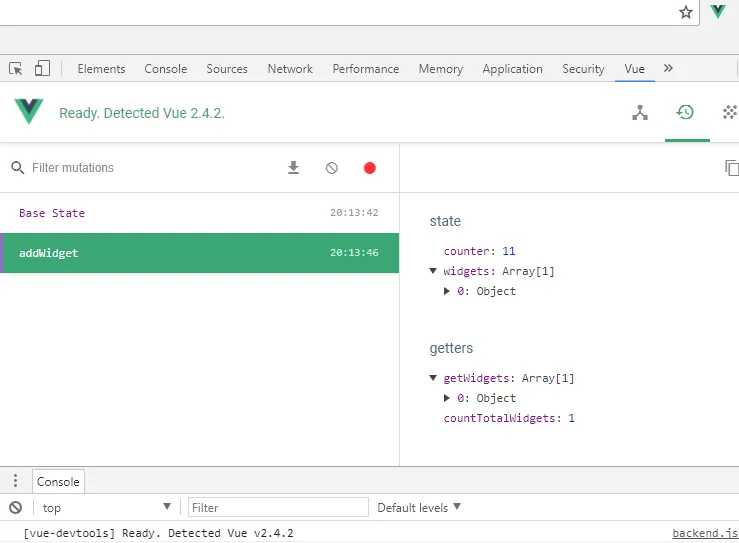 Elements Console Sources Network Performance Memory Application Security Vue »
Ready. Detected Vue 2.4.2.
Filter mutations
Base State 20:13:42
addWidget 20:13:46
state
counter: 11
widgets: Array[1]
0: Object
getters
getWidgets: Array[1]
0: Object
countTotalWidgets: 1
Console
top Filter Default levels
[vue-devtools] Ready. Detected Vue v2.4.2 backend.js